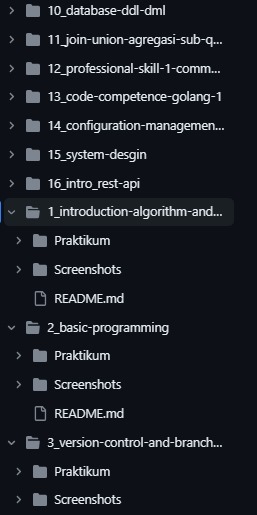 10_database-ddl-dml
11_join-union-agregasi-sub-q...
12_professional-skill-1-comm...
13_code-competence-golang-1
14_configuration-managemen...
15_system-desgin
16_intro_rest-api
1_introduction-algorithm-and...
Praktikum
Screenshots
README.md
2_basic-programming
Praktikum
Screenshots
README.md
3_version-control-and-branch...
Praktikum
Screenshots